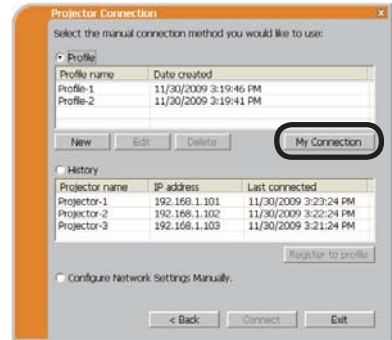 Projector Connection
Select the manual connection method you would like to use:
Profile
Profile name Date created
Profile-1 11/30/2009 3:19:46 PM
Profile-2 11/30/2009 3:19:41 PM
New Edit Delete My Connection
History
Projector name IP address Last connected
Projector-1 192.168.1.101 11/30/2009 3:23:24 PM
Projector-2 192.168.1.102 11/30/2009 3:22:24 PM
Projector-3 192.168.1.103 11/30/2009 3:21:24 PM
Register to profile
Configure Network Settings Manually.
< Back Connect Exit